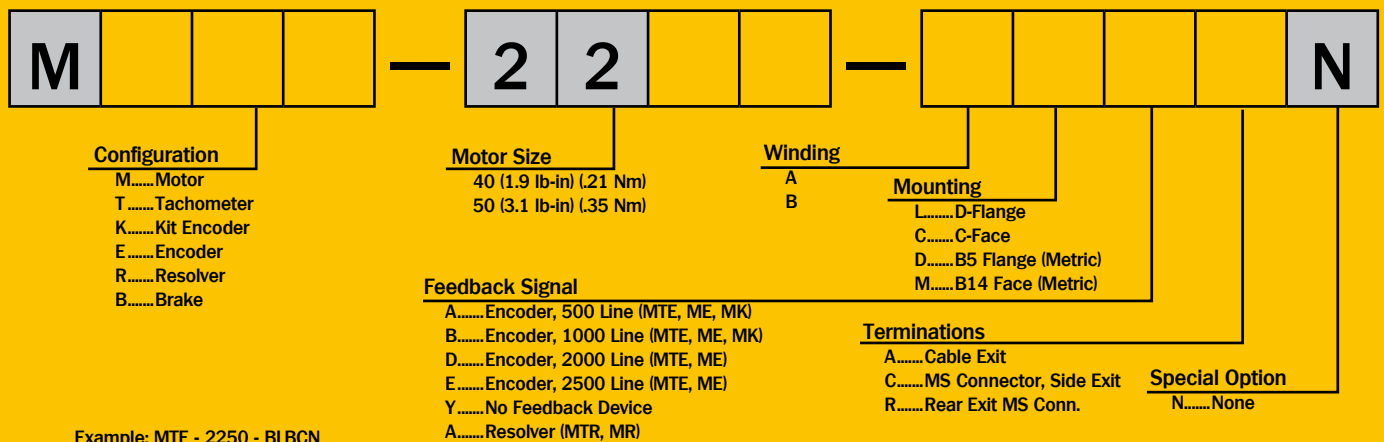 M — 2 2 — N
Configuration
M......Motor
T.......Tachometer
K.......Kit Encoder
E.......Encoder
R.......Resolver
B.......Brake
Motor Size
40 (1.9 lb-in) (.21 Nm)
50 (3.1 lb-in) (.35 Nm)
Winding
A
B
Mounting
L........D-Flange
C.......C-Face
D.......B5 Flange (Metric)
M......B14 Face (Metric)
Feedback Signal
A.......Encoder, 500 Line (MTE, ME, MK)
B.......Encoder, 1000 Line (MTE, ME, MK)
D.......Encoder, 2000 Line (MTE, ME)
E.......Encoder, 2500 Line (MTE, ME)
Y.......No Feedback Device
A.......Resolver (MTR, MR)
Terminations
A.......Cable Exit
C.......MS Connector, Side Exit
R.......Rear Exit MS Conn.
Special Option
N.......None
Example: MTE - 2250 - BLBCN